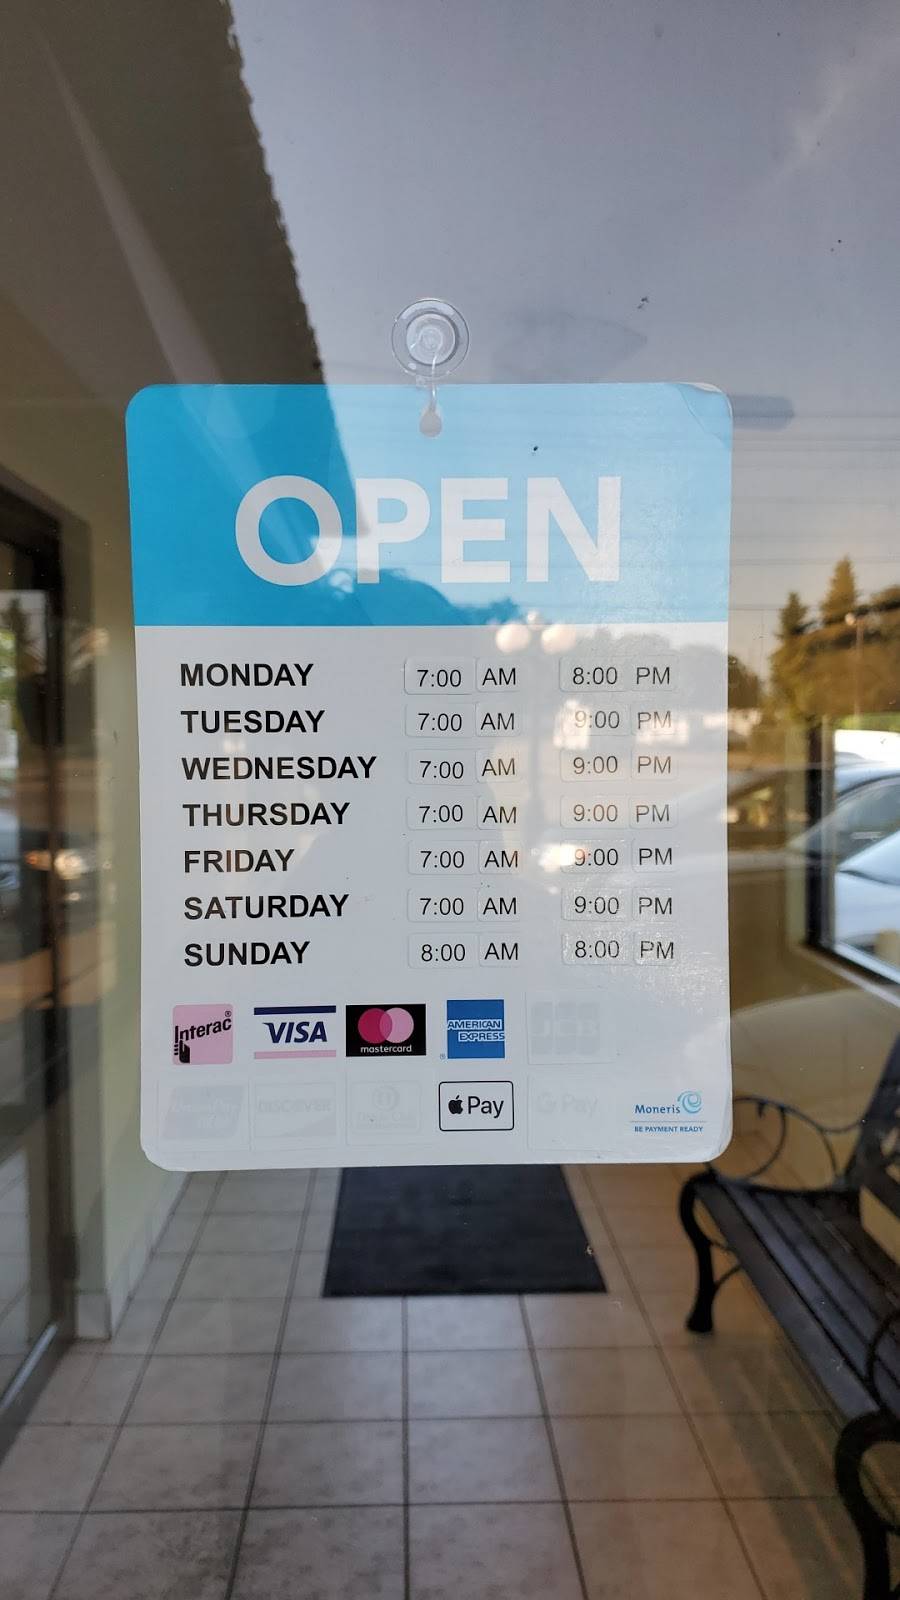 OPEN
MONDAY 7:00 AM 8:00 PM
TUESDAY 7:00 AM 9:00 PM
WEDNESDAY 7:00 AM 9:00 PM
THURSDAY 7:00 AM 9:00 PM
FRIDAY 7:00 AM 9:00 PM
SATURDAY 7:00 AM 9:00 PM
SUNDAY 8:00 AM 8:00 PM
Interac® VISA mastercard AMERICAN EXPRESS®
DISCOVER Pay G Pay Moneris
BE PAYMENT READY